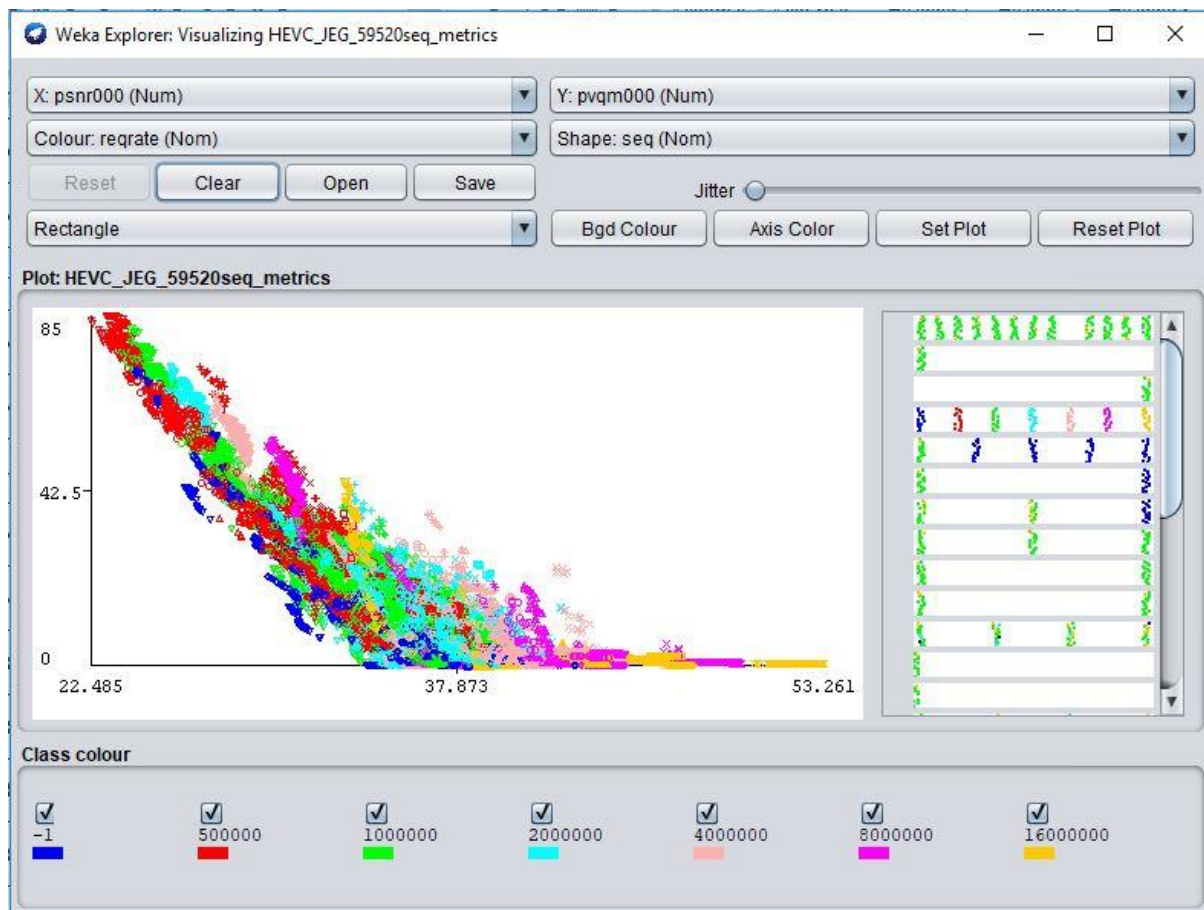 Weka Explorer: Visualizing HEVC_JEG_59520seq_metrics
X: psnr000 (Num) Y: pvqm000 (Num)
Colour: reqrate (Nom) Shape: seq (Nom)
Reset Clear Open Save Jitter
Rectangle Bgd Colour Axis Color Set Plot Reset Plot
Plot: HEVC_JEG_59520seq_metrics
85
42.5
0
22.485 37.873 53.261
Class colour
-1 500000 1000000 2000000 4000000 8000000 16000000